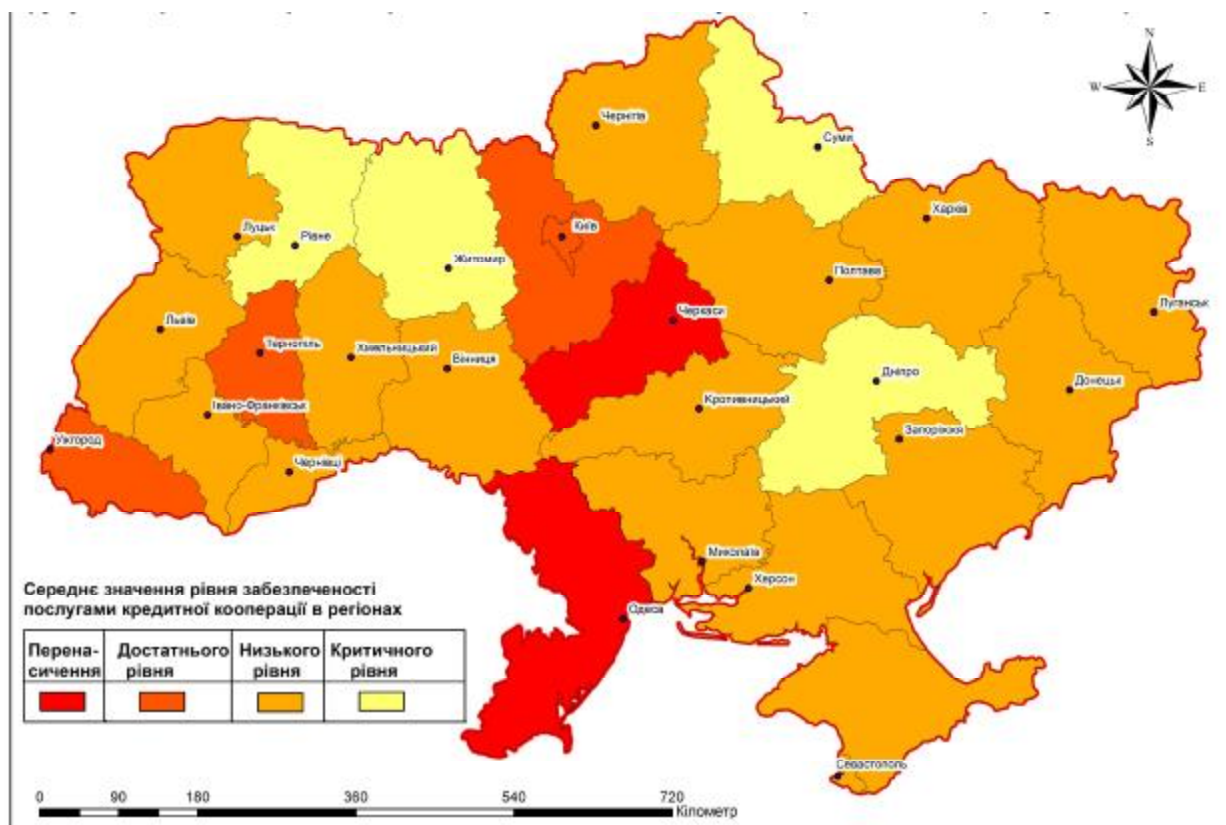 N
W
E
S
Чернігів
Суми
Луцьк
Рівне
Київ
Харків
Житомир
Полтава
Львів
Черкаси
Луганськ
Тернопіль
Хмельницький
Вінниця
Дніпро
Донецьк
Івано-Франківськ
Кротивницький
Запоріжжя
Ужгород
Чернівці
Миколаїв
Херсон
Одеса
Севастополь
Середнє значення рівня забезпеченості
послугами кредитної кооперації в регіонах
Перена-
сичення
Достатнього
рівня
Низького
рівня
Критичного
рівня
0 90 180 360 540 720
Кілометр